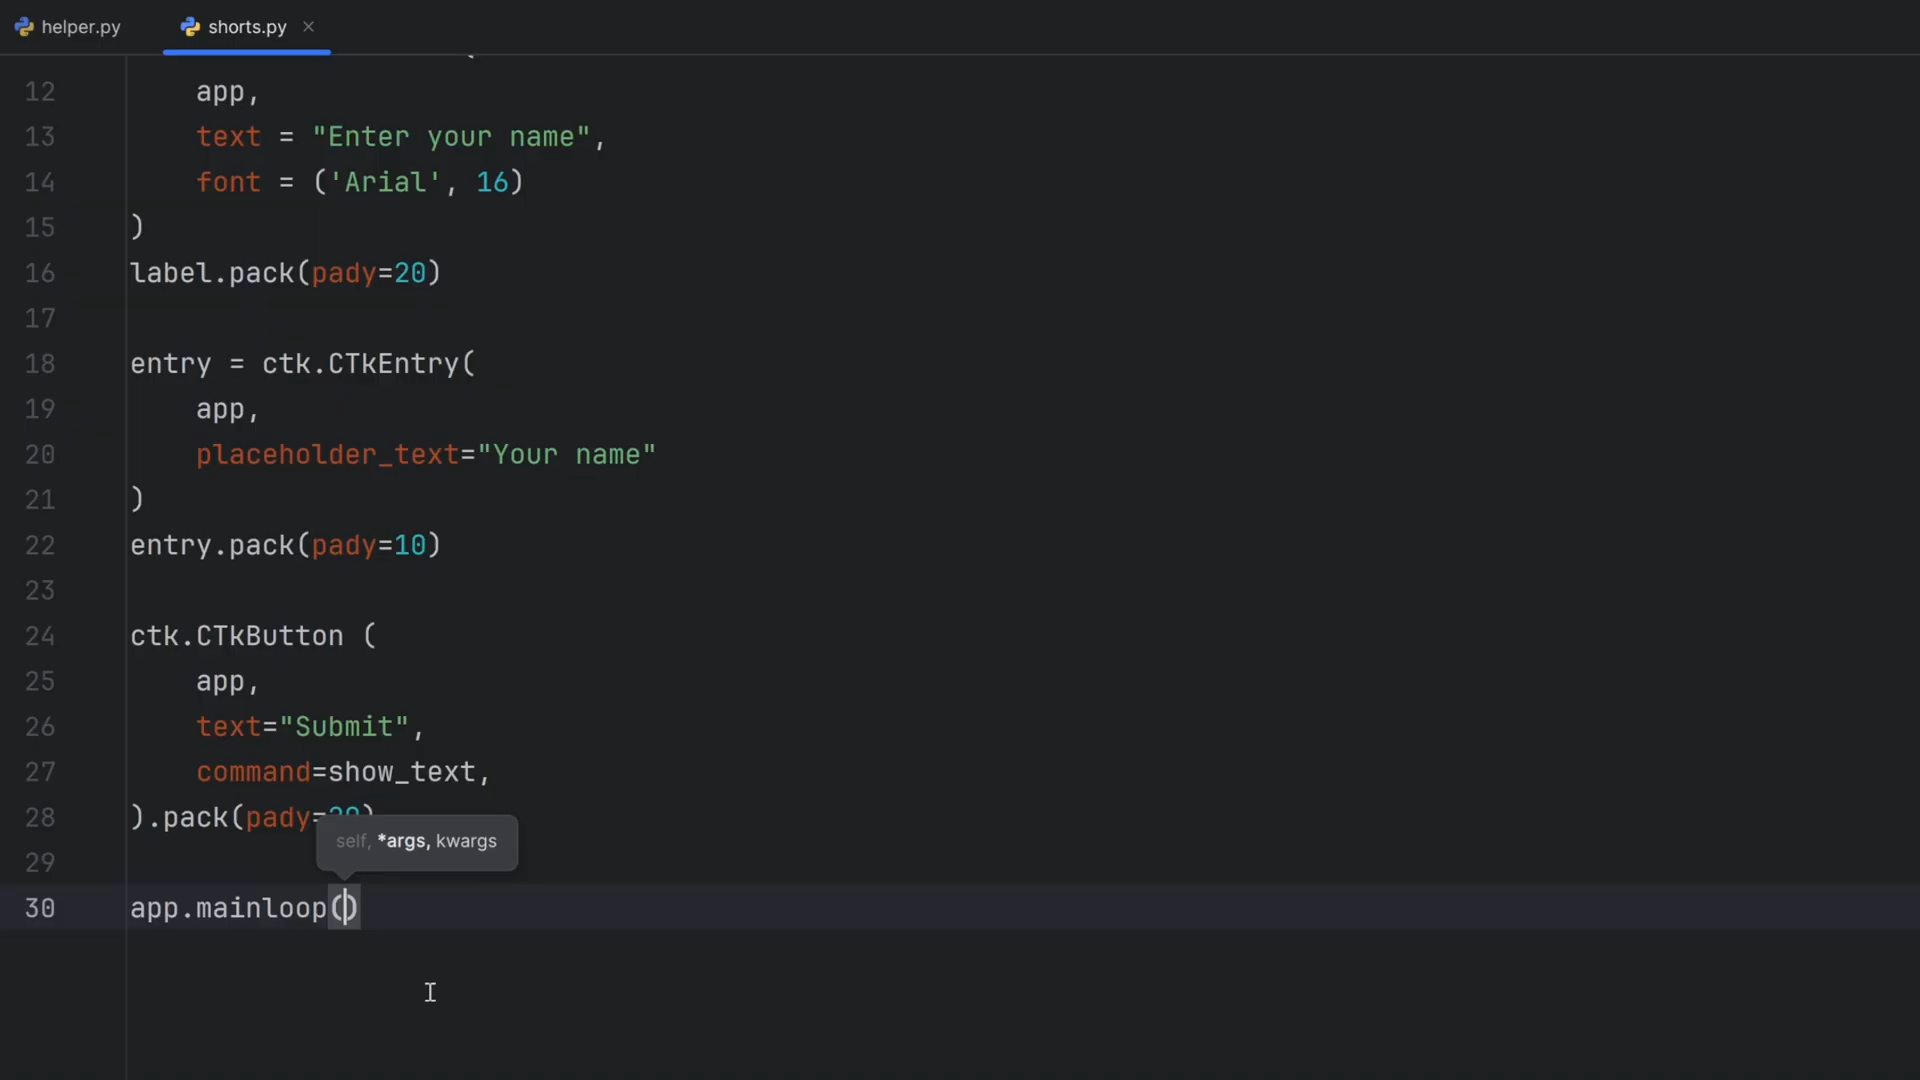 helper.py
shorts.py ×
12 app,
13 text = "Enter your name",
14 font = ('Arial', 16)
15 )
16 label.pack(pady=20)
17
18 entry = ctk.CTkEntry(
19 app,
20 placeholder_text="Your name"
21 )
22 entry.pack(pady=10)
23
24 ctk.CTkButton (
25 app,
26 text="Submit",
27 command=show_text,
28 ).pack(pady=20)
self, *args, kwargs
29
30 app.mainloop()